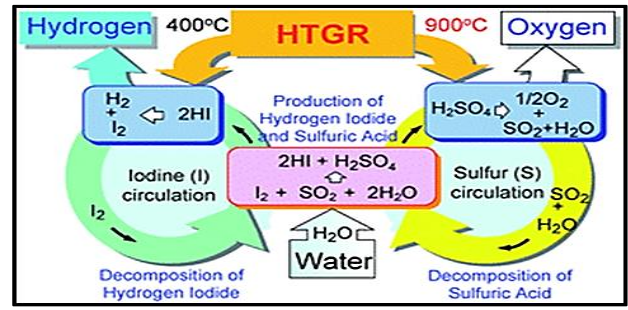 Hydrogen
400°C
HTGR
900°C
Oxygen
H₂
+
I₂
2HI
Production of
Hydrogen Iodide
and Sulfuric Acid
H₂SO₄
1/2O₂
+
SO₂+H₂O
2HI + H₂SO₄
I₂ + SO₂ + 2H₂O
Iodine (I)
circulation
Sulfur (S)
circulation
I₂
SO₂
+
H₂O
H₂O
Water
Decomposition of
Hydrogen Iodide
Decomposition of
Sulfuric Acid